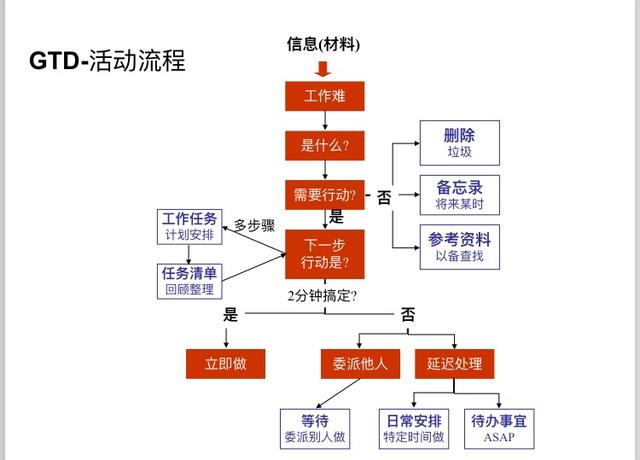 GTD-活动流程
信息(材料)
工作难
是什么?
需要行动?
否
是
删除
垃圾
备忘录
将来某时
参考资料
以备查找
多步骤
工作任务
计划安排
任务清单
回顾整理
下一步
行动是?
2分钟搞定?
是
否
立即做
委派他人
延迟处理
等待
委派别人做
日常安排
特定时间做
待办事宜
ASAP